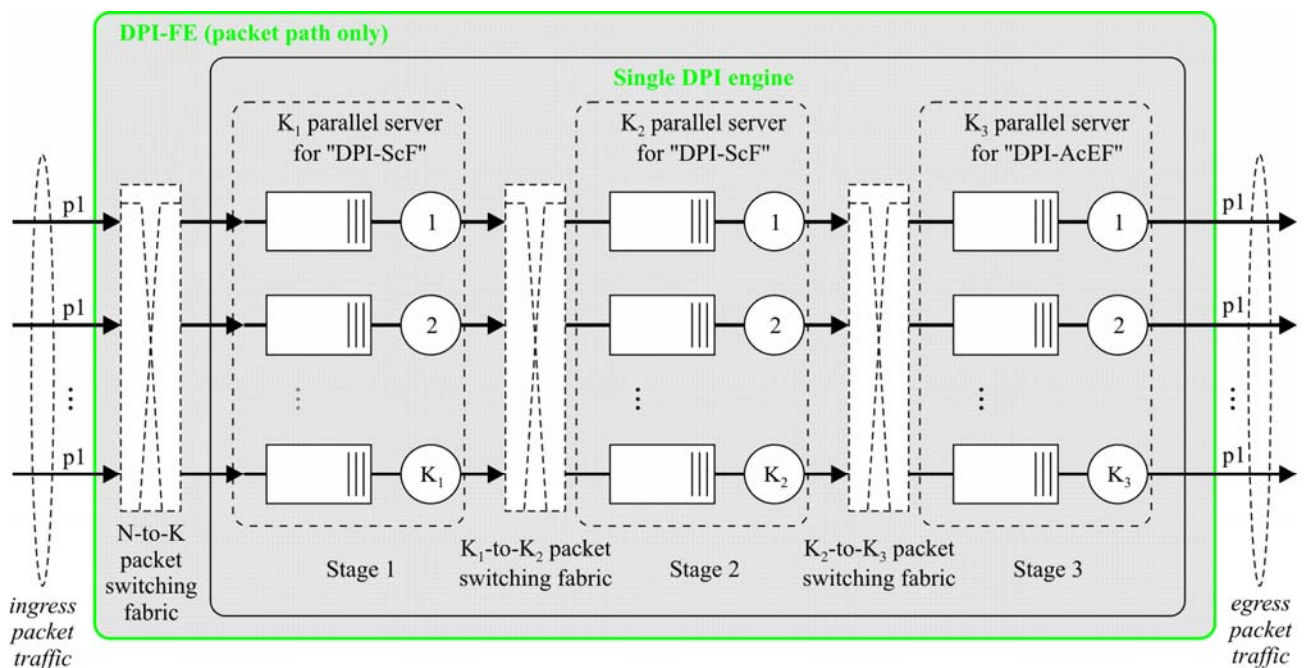 DPI-FE (packet path only)
Single DPI engine
K₁ parallel server
for "DPI-ScF"
K₂ parallel server
for "DPI-ScF"
K₃ parallel server
for "DPI-AcEF"
p1
1
1
1
p1
p1
2
2
2
p1
⋮
⋮
⋮
⋮
⋮
p1
K₁
K₂
K₃
p1
N-to-K
packet
switching
fabric
Stage 1
K₁-to-K₂ packet
switching fabric
Stage 2
K₂-to-K₃ packet
switching fabric
Stage 3
ingress
packet
traffic
egress
packet
traffic